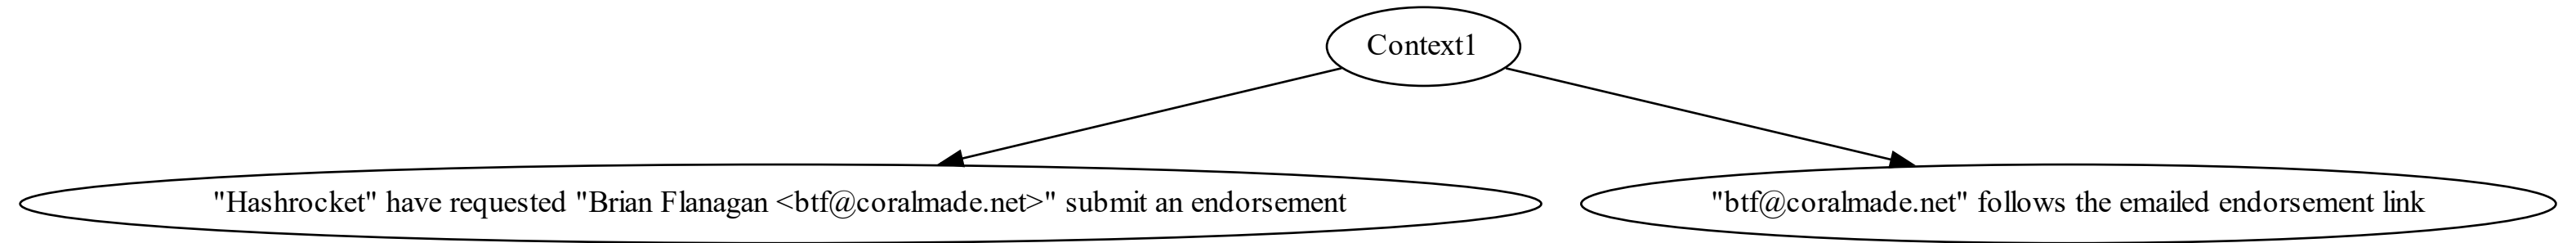 Context1
"Hashrocket" have requested "Brian Flanagan <btf@coralmade.net>" submit an endorsement
"btf@coralmade.net" follows the emailed endorsement link